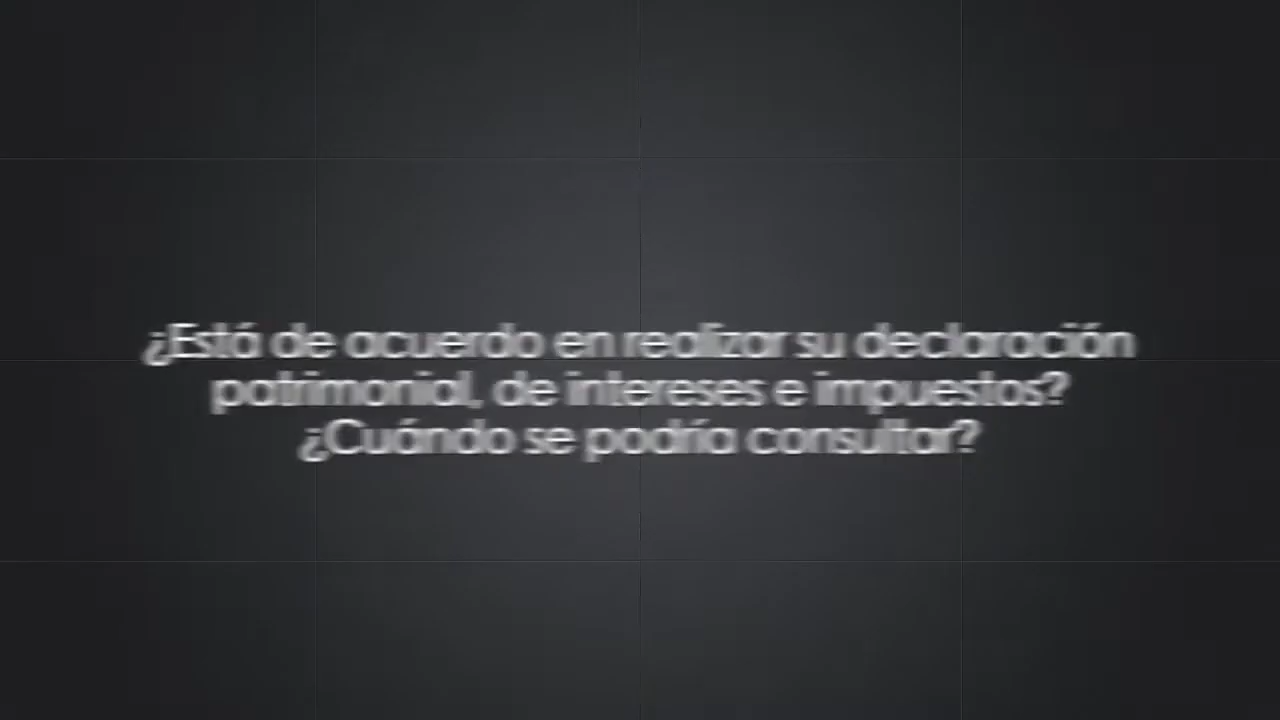 ¿Está de acuerdo en realizar su declaración
patrimonial, de intereses e impuestos?
¿Cuándo se podría consultar?